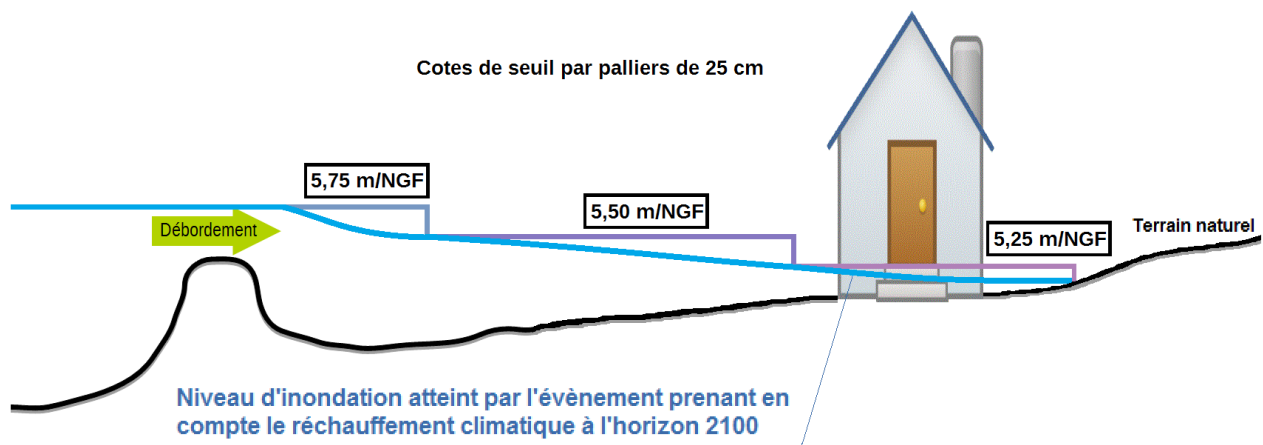 Cotes de seuil par palliers de 25 cm
5,75 m/NGF
5,50 m/NGF
Débordement
5,25 m/NGF
Terrain naturel
Niveau d'inondation atteint par l'évènement prenant en
compte le réchauffement climatique à l'horizon 2100